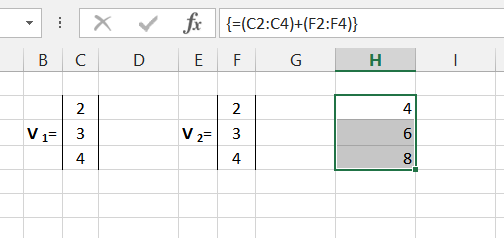 fx {=(C2:C4)+(F2:F4)}
B C D E F G H I
2 2 4
V 1= 3 V 2= 3 6
4 4 8